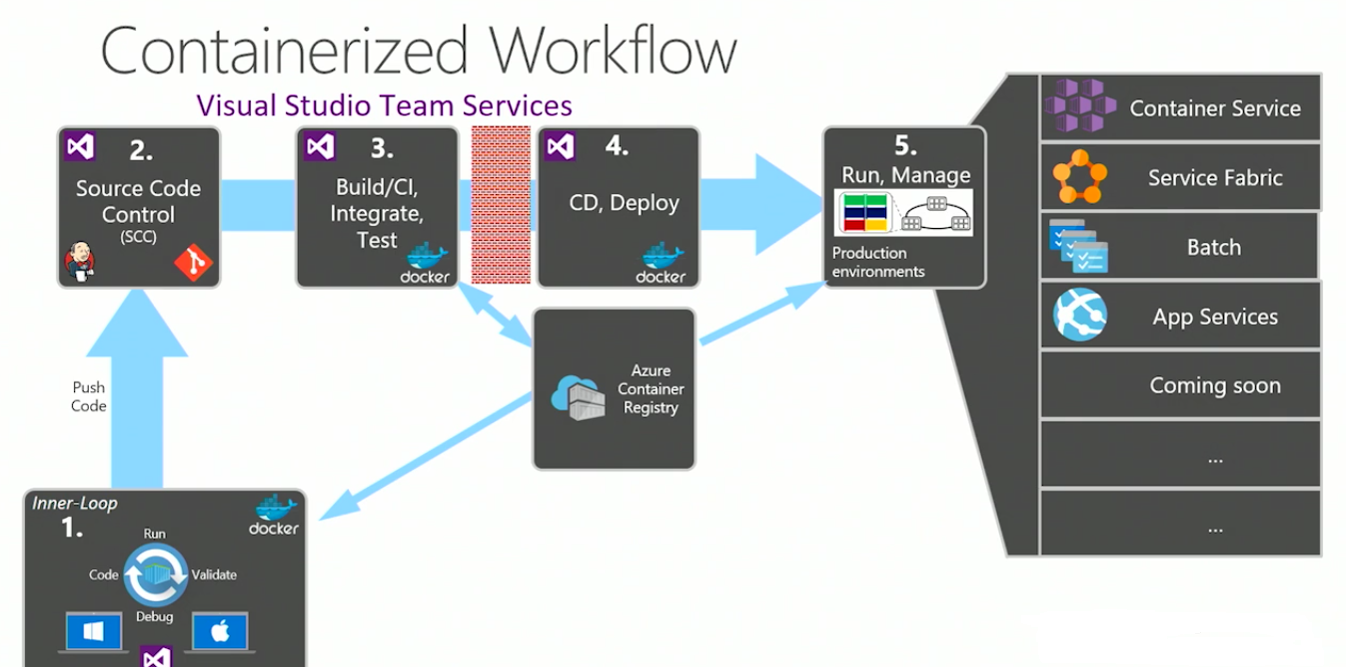 Containerized Workflow
Visual Studio Team Services
2.
Source Code
Control
(SCC)
3.
Build/CI,
Integrate,
Test
docker
4.
CD, Deploy
docker
5.
Run, Manage
Production
environments
Container Service
Service Fabric
Batch
App Services
Coming soon
...
...
Azure
Container
Registry
Push
Code
Inner-Loop
1.
docker
Run
Code
Validate
Debug